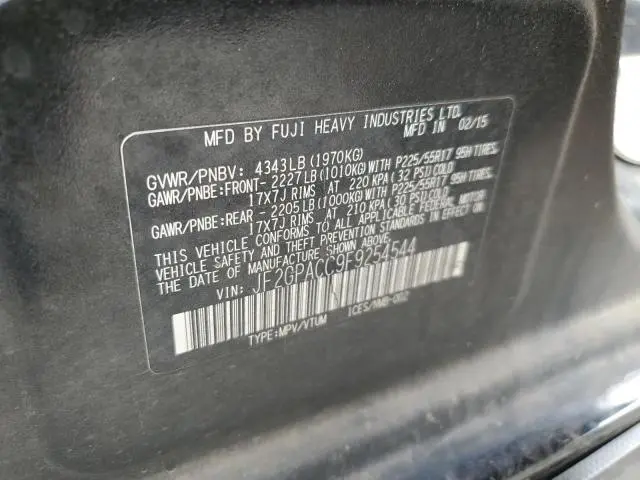 MFD BY FUJI HEAVY INDUSTRIES LTD.
MFD IN 02/15
GVWR/PNBV: 4343LB(1970KG)
GAWR/PNBE:FRONT- 2227LB(1010KG)WITH P225/55R17 95H TIRES,
17X7J RIMS AT 220 KPA(32 PSI)COLD
GAWR/PNBE:REAR - 2205LB(1000KG)WITH P225/55R17 95H TIRES,
17X7J RIMS AT 210 KPA(30 PSI)COLD
THIS VEHICLE CONFORMS TO ALL APPLICABLE FEDERAL MOTOR
VEHICLE SAFETY AND THEFT PREVENTION STANDARDS IN EFFECT ON
THE DATE OF MANUFACTURE SHOWN ABOVE.
VIN: JF2GPACC9F9254544
TYPE:MPV/VTUM ICES/NMB-002